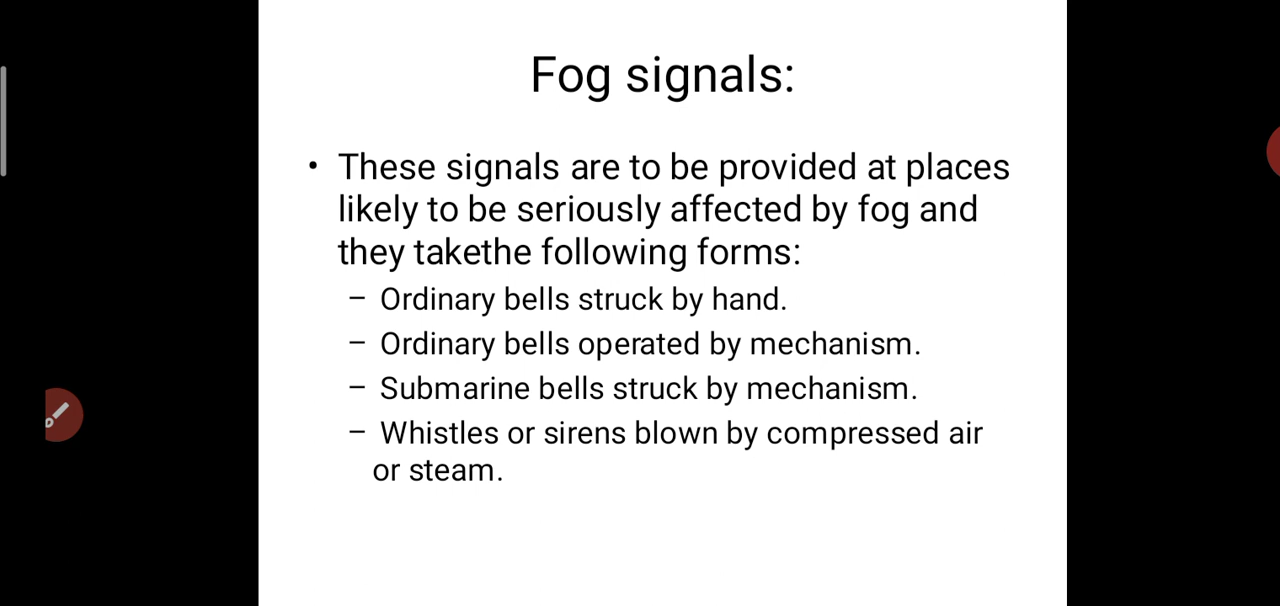 Fog signals:
• These signals are to be provided at places
likely to be seriously affected by fog and
they takethe following forms:
– Ordinary bells struck by hand.
– Ordinary bells operated by mechanism.
– Submarine bells struck by mechanism.
– Whistles or sirens blown by compressed air
or steam.